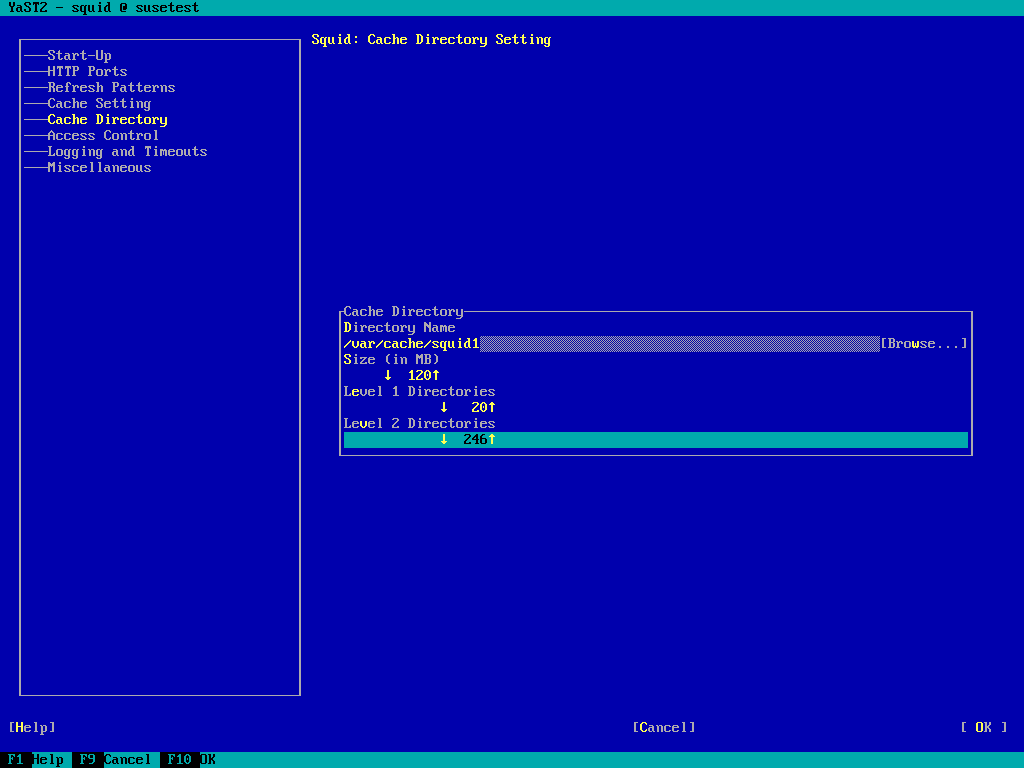 YaST2 - squid @ susetest
Squid: Cache Directory Setting
Start-Up
HTTP Ports
Refresh Patterns
Cache Setting
Cache Directory
Access Control
Logging and Timeouts
Miscellaneous
Cache Directory
Directory Name
/var/cache/squid1 [Browse...]
Size (in MB)
↓ 120↑
Level 1 Directories
↓ 20↑
Level 2 Directories
↓ 246↑
[Help] [Cancel] [ OK ]
F1 Help F9 Cancel F10 OK